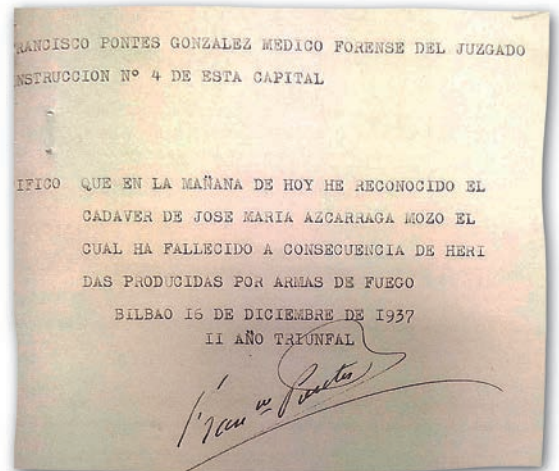 RANCISCO PONTES GONZALEZ MEDICO FORENSE DEL JUZGADO
NSTRUCCION Nº 4 DE ESTA CAPITAL
IFICO QUE EN LA MAÑANA DE HOY HE RECONOCIDO EL
CADAVER DE JOSE MARIA AZCARRAGA MOZO EL
CUAL HA FALLECIDO A CONSECUENCIA DE HERI
DAS PRODUCIDAS POR ARMAS DE FUEGO
BILBAO I6 DE DICIEMBRE DE I937
II AÑO TRIUNFAL